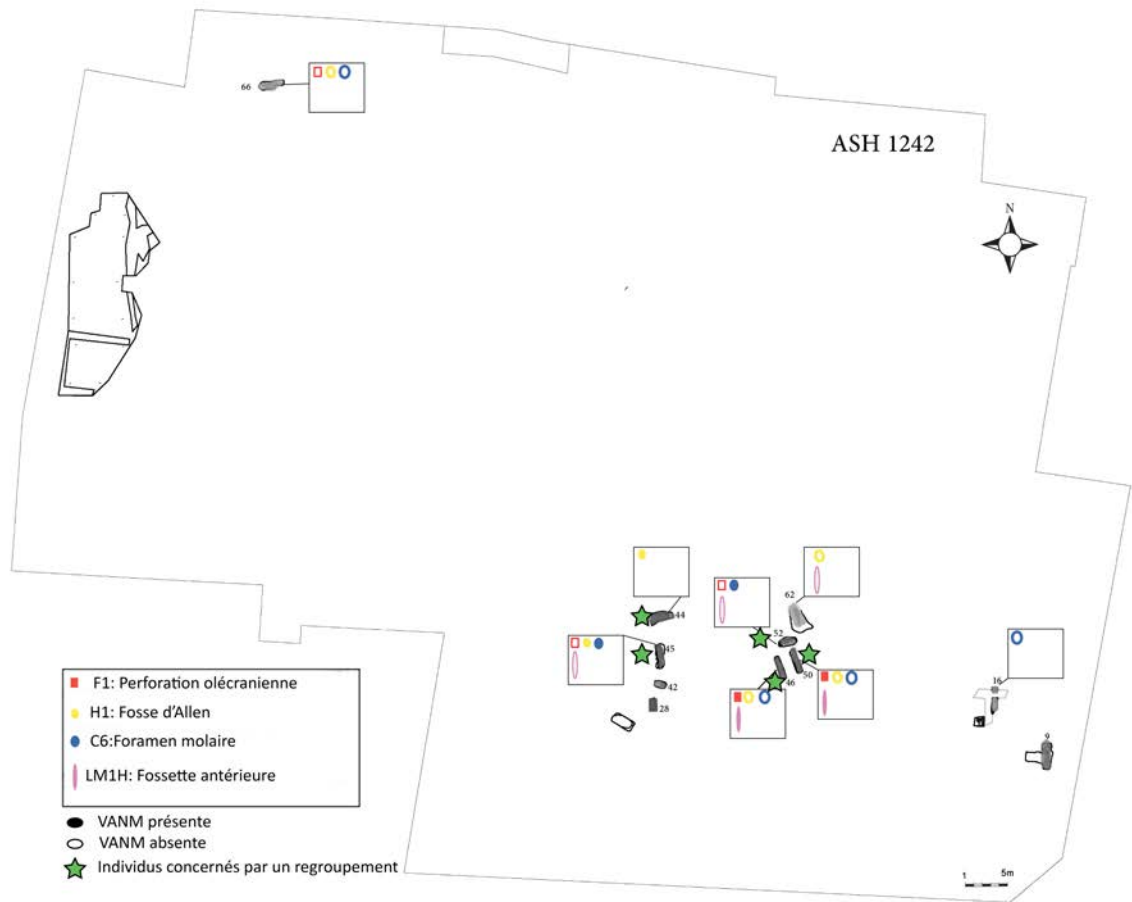 66
ASH 1242
N
62
44
52
45
50
46
42
28
16
9
F1: Perforation olécranienne
H1: Fosse d'Allen
C6:Foramen molaire
LM1H: Fossette antérieure
VANM présente
VANM absente
Individus concernés par un regroupement
1 5m